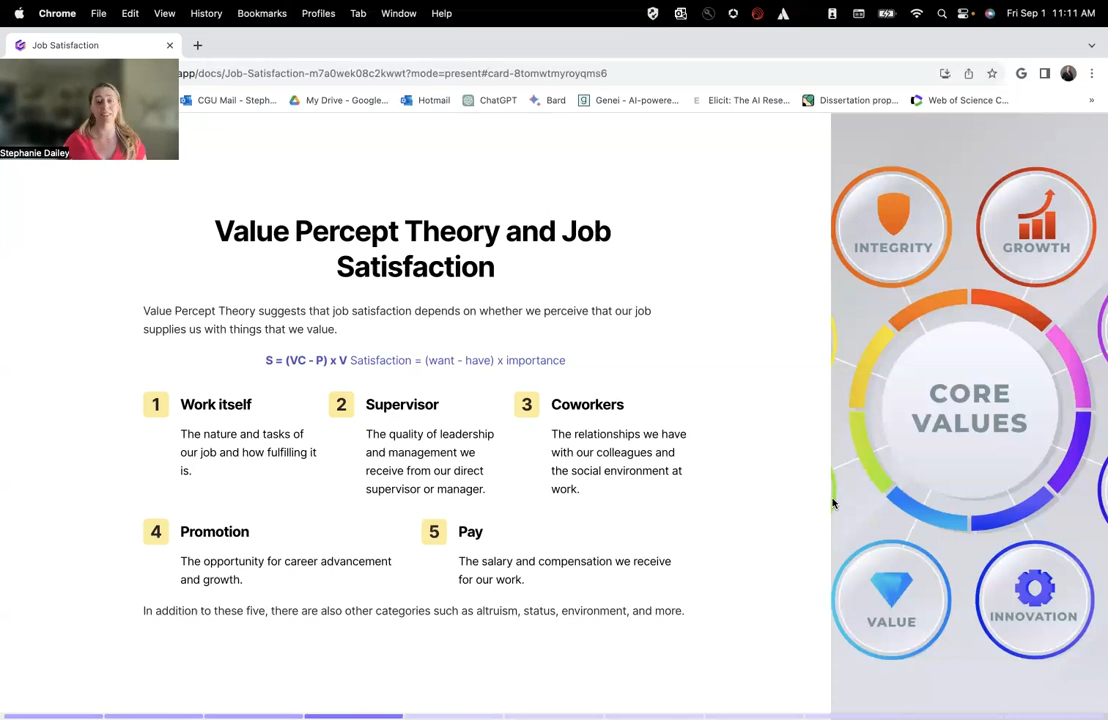 Chrome File Edit View History Bookmarks Profiles Tab Window Help Fri Sep 1 11:11 AM
Job Satisfaction
app/docs/Job-Satisfaction-m7a0wek08c2kwwt?mode=present#card-8tomwtmyroyqms6
CGU Mail - Steph... My Drive - Google... Hotmail ChatGPT Bard Genei - AI-powere... Elicit: The AI Rese... Dissertation prop... Web of Science C... »
Stephanie Dailey
Value Percept Theory and Job
Satisfaction
Value Percept Theory suggests that job satisfaction depends on whether we perceive that our job
supplies us with things that we value.
S = (VC - P) x V Satisfaction = (want - have) x importance
1 Work itself
The nature and tasks of
our job and how fulfilling it
is.
2 Supervisor
The quality of leadership
and management we
receive from our direct
supervisor or manager.
3 Coworkers
The relationships we have
with our colleagues and
the social environment at
work.
4 Promotion
The opportunity for career advancement
and growth.
5 Pay
The salary and compensation we receive
for our work.
In addition to these five, there are also other categories such as altruism, status, environment, and more.
INTEGRITY
GROWTH
CORE
VALUES
VALUE
INNOVATION